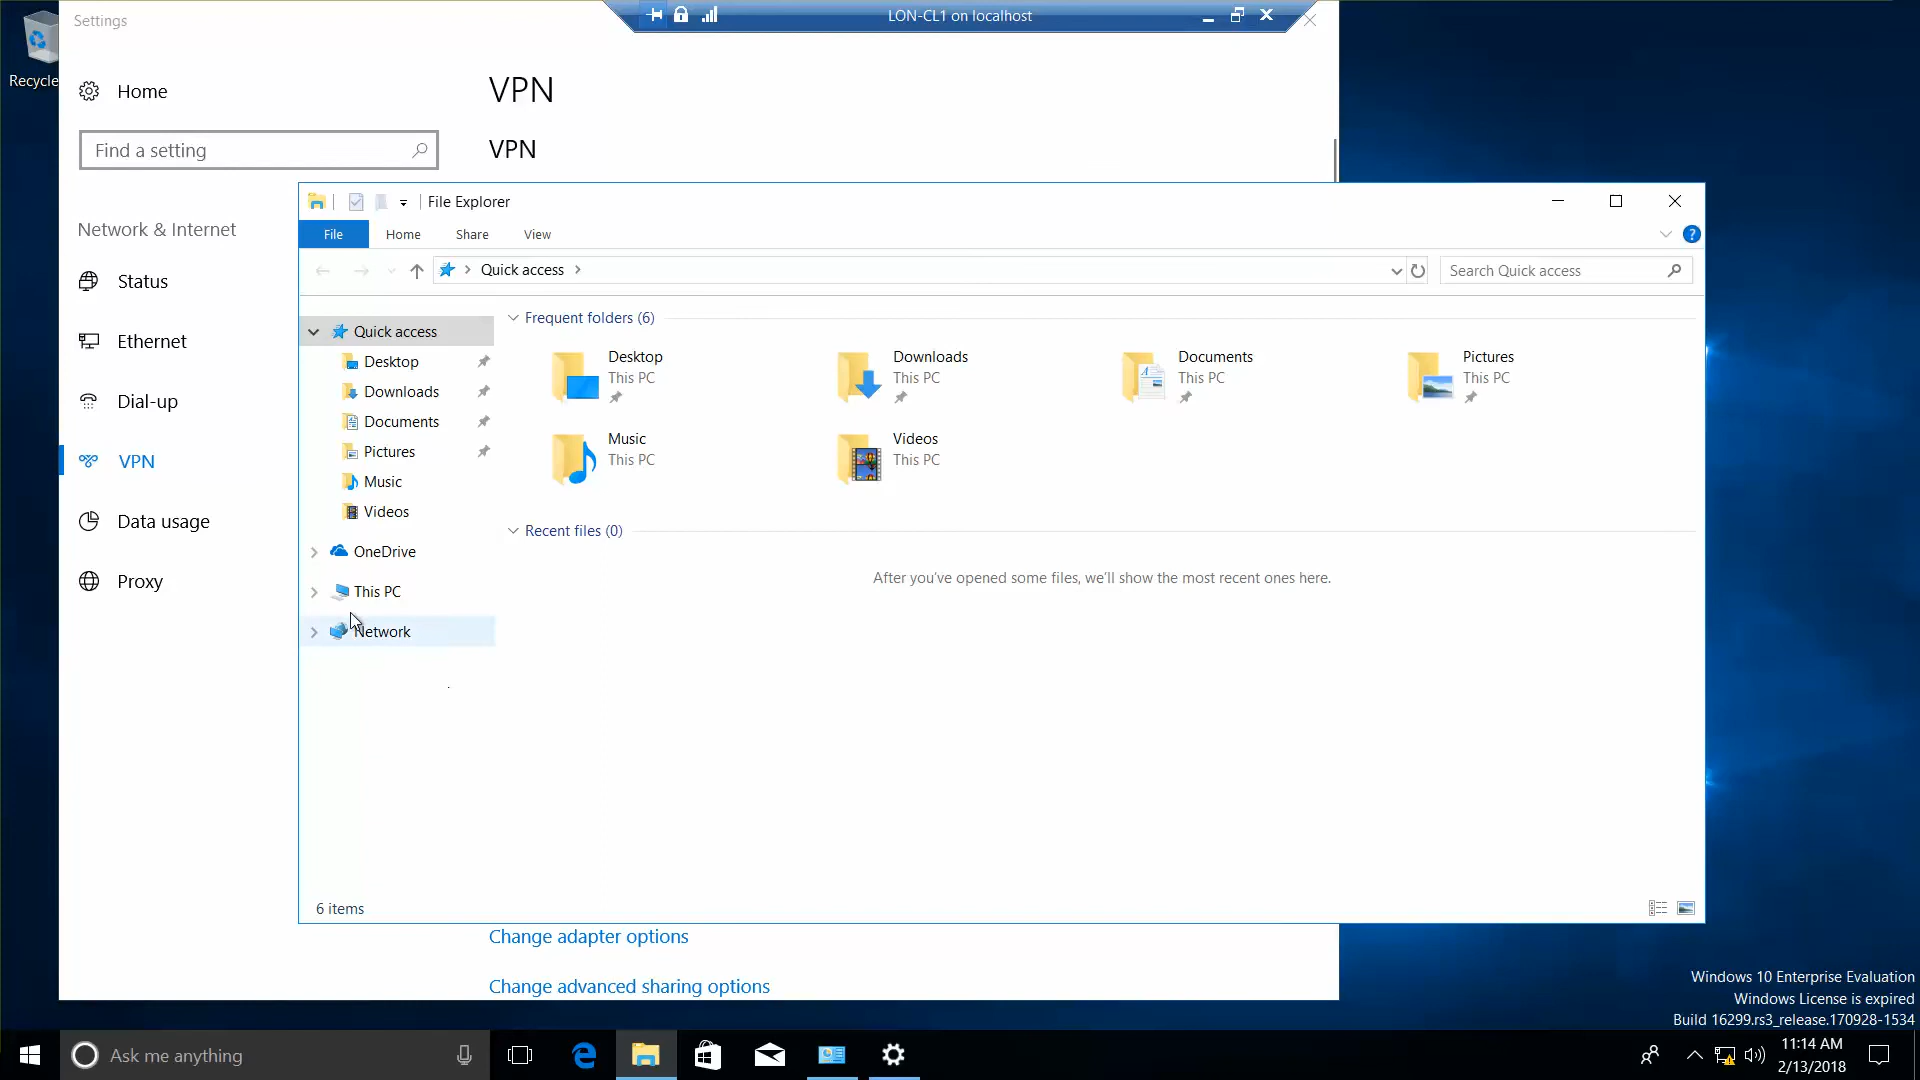 Settings
LON-CL1 on localhost
Recycle
Home
VPN
Find a setting
VPN
File Explorer
File
Home
Share
View
Network & Internet
Quick access
Search Quick access
Status
Ethernet
Dial-up
VPN
Data usage
Proxy
Quick access
Desktop
Downloads
Documents
Pictures
Music
Videos
OneDrive
This PC
Network
Frequent folders (6)
Desktop
This PC
Downloads
This PC
Documents
This PC
Pictures
This PC
Music
This PC
Videos
This PC
Recent files (0)
After you've opened some files, we'll show the most recent ones here.
6 items
Change adapter options
Change advanced sharing options
Windows 10 Enterprise Evaluation
Windows License is expired
Build 16299.rs3_release.170928-1534
Ask me anything
11:14 AM
2/13/2018